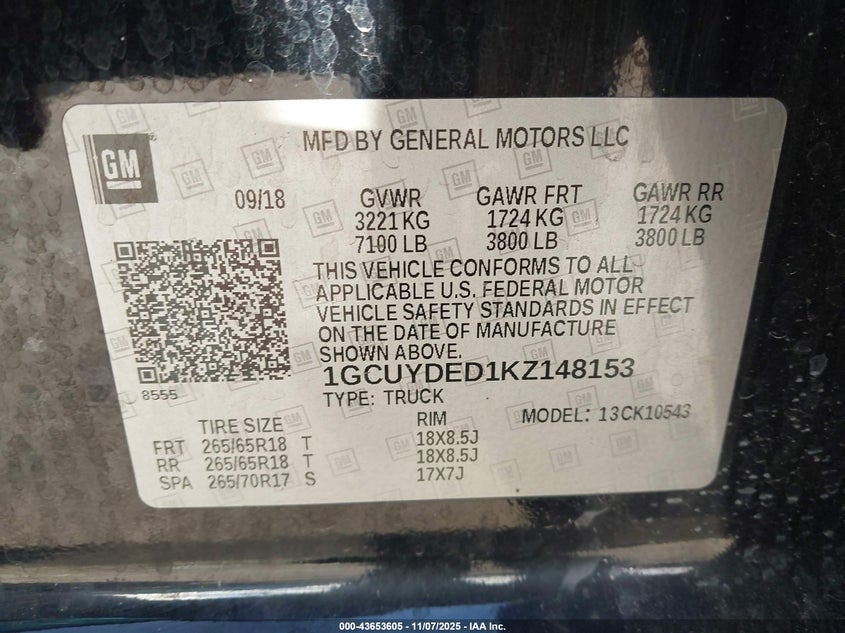 GM
MFD BY GENERAL MOTORS LLC
09/18 GVWR GAWR FRT GAWR RR
3221 KG 1724 KG 1724 KG
7100 LB 3800 LB 3800 LB
THIS VEHICLE CONFORMS TO ALL
APPLICABLE U.S. FEDERAL MOTOR
VEHICLE SAFETY STANDARDS IN EFFECT
ON THE DATE OF MANUFACTURE
SHOWN ABOVE.
8555 1GCUYDED1KZ148153
TYPE: TRUCK
TIRE SIZE RIM MODEL: 13CK10543
FRT 265/65R18 T 18X8.5J
RR 265/65R18 T 18X8.5J
SPA 265/70R17 S 17X7J
000-43653605 - 11/07/2025 - IAA Inc.